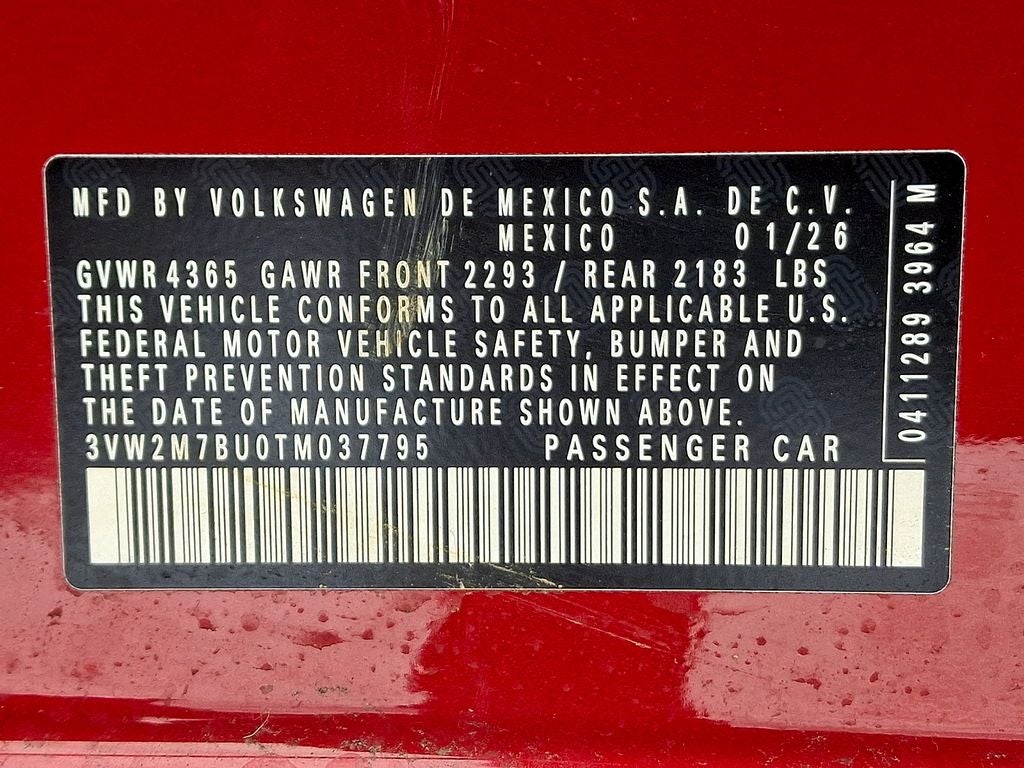 MFD BY VOLKSWAGEN DE MEXICO S.A. DE C.V.
MEXICO 01/26
GVWR 4365 GAWR FRONT 2293 / REAR 2183 LBS
THIS VEHICLE CONFORMS TO ALL APPLICABLE U.S.
FEDERAL MOTOR VEHICLE SAFETY, BUMPER AND
THEFT PREVENTION STANDARDS IN EFFECT ON
THE DATE OF MANUFACTURE SHOWN ABOVE.
3VW2M7BU0TM037795 PASSENGER CAR
0411289 3964 M